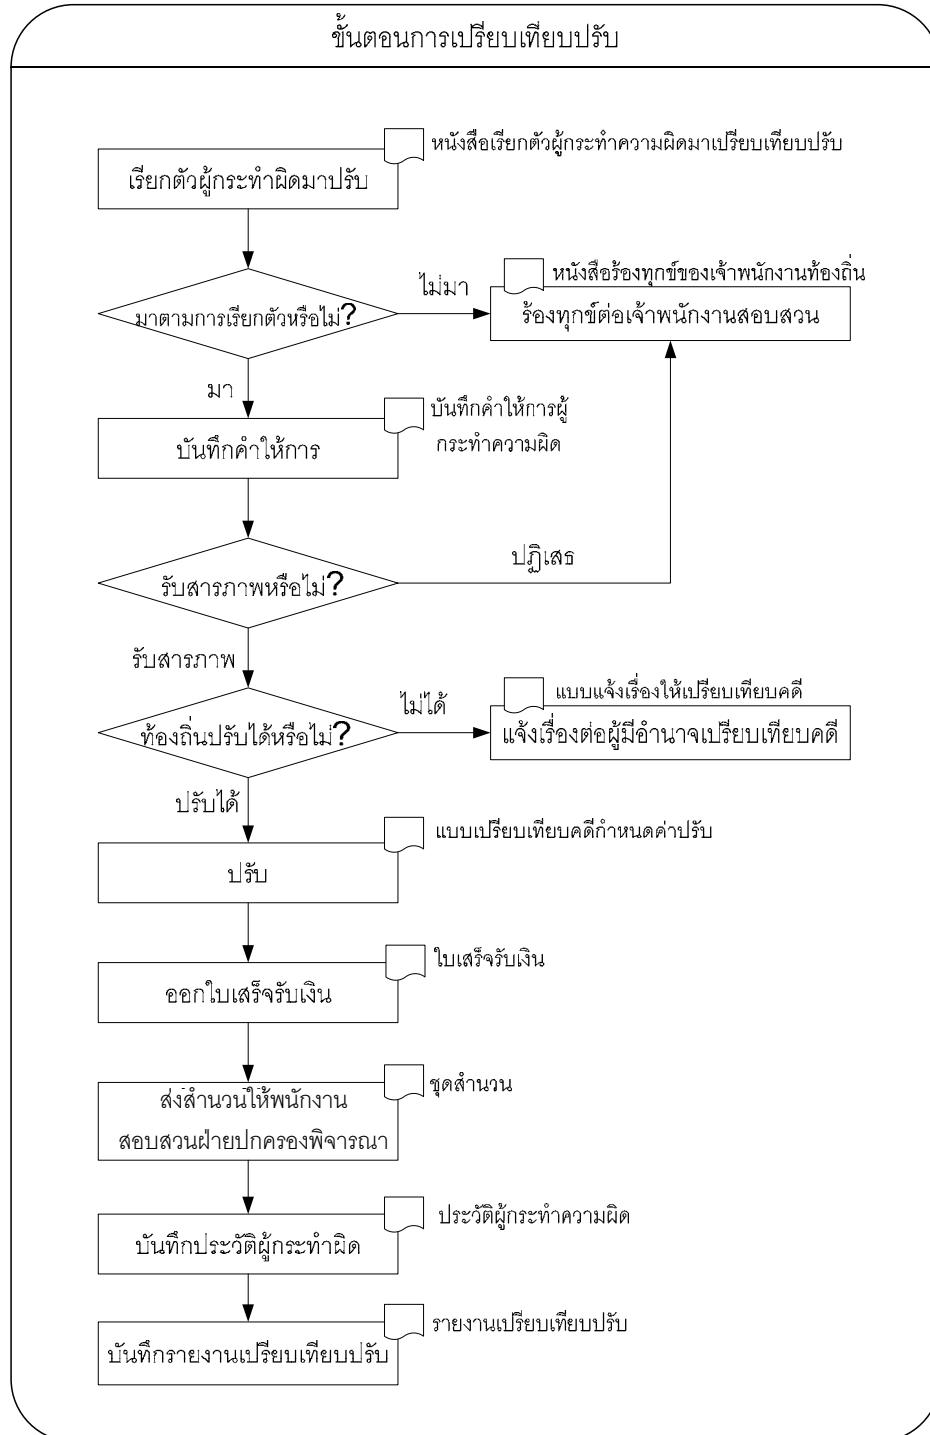 ขั้นตอนการเปรียบเทียบปรับ
หนังสือเรียกตัวผู้กระทำความผิดมาเปรียบเทียบปรับ
เรียกตัวผู้กระทำผิดมาปรับ
หนังสือร้องทุกข์ของเจ้าพนักงานท้องถิ่น
ไม่มา
มาตามการเรียกตัวหรือไม่?
ร้องทุกข์ต่อเจ้าพนักงานสอบสวน
มา
บันทึกคำให้การผู้
กระทำความผิด
บันทึกคำให้การ
ปฏิเสธ
รับสารภาพหรือไม่?
รับสารภาพ
แบบแจ้งเรื่องให้เปรียบเทียบคดี
ไม่ได้
ท้องถิ่นปรับได้หรือไม่?
แจ้งเรื่องต่อผู้มีอำนาจเปรียบเทียบคดี
ปรับได้
แบบเปรียบเทียบคดีกำหนดค่าปรับ
ปรับ
ใบเสร็จรับเงิน
ออกใบเสร็จรับเงิน
ชุดสำนวน
ส่งสำนวนให้พนักงาน
สอบสวนฝ่ายปกครองพิจารณา
ประวัติผู้กระทำความผิด
บันทึกประวัติผู้กระทำผิด
รายงานเปรียบเทียบปรับ
บันทึกรายงานเปรียบเทียบปรับ